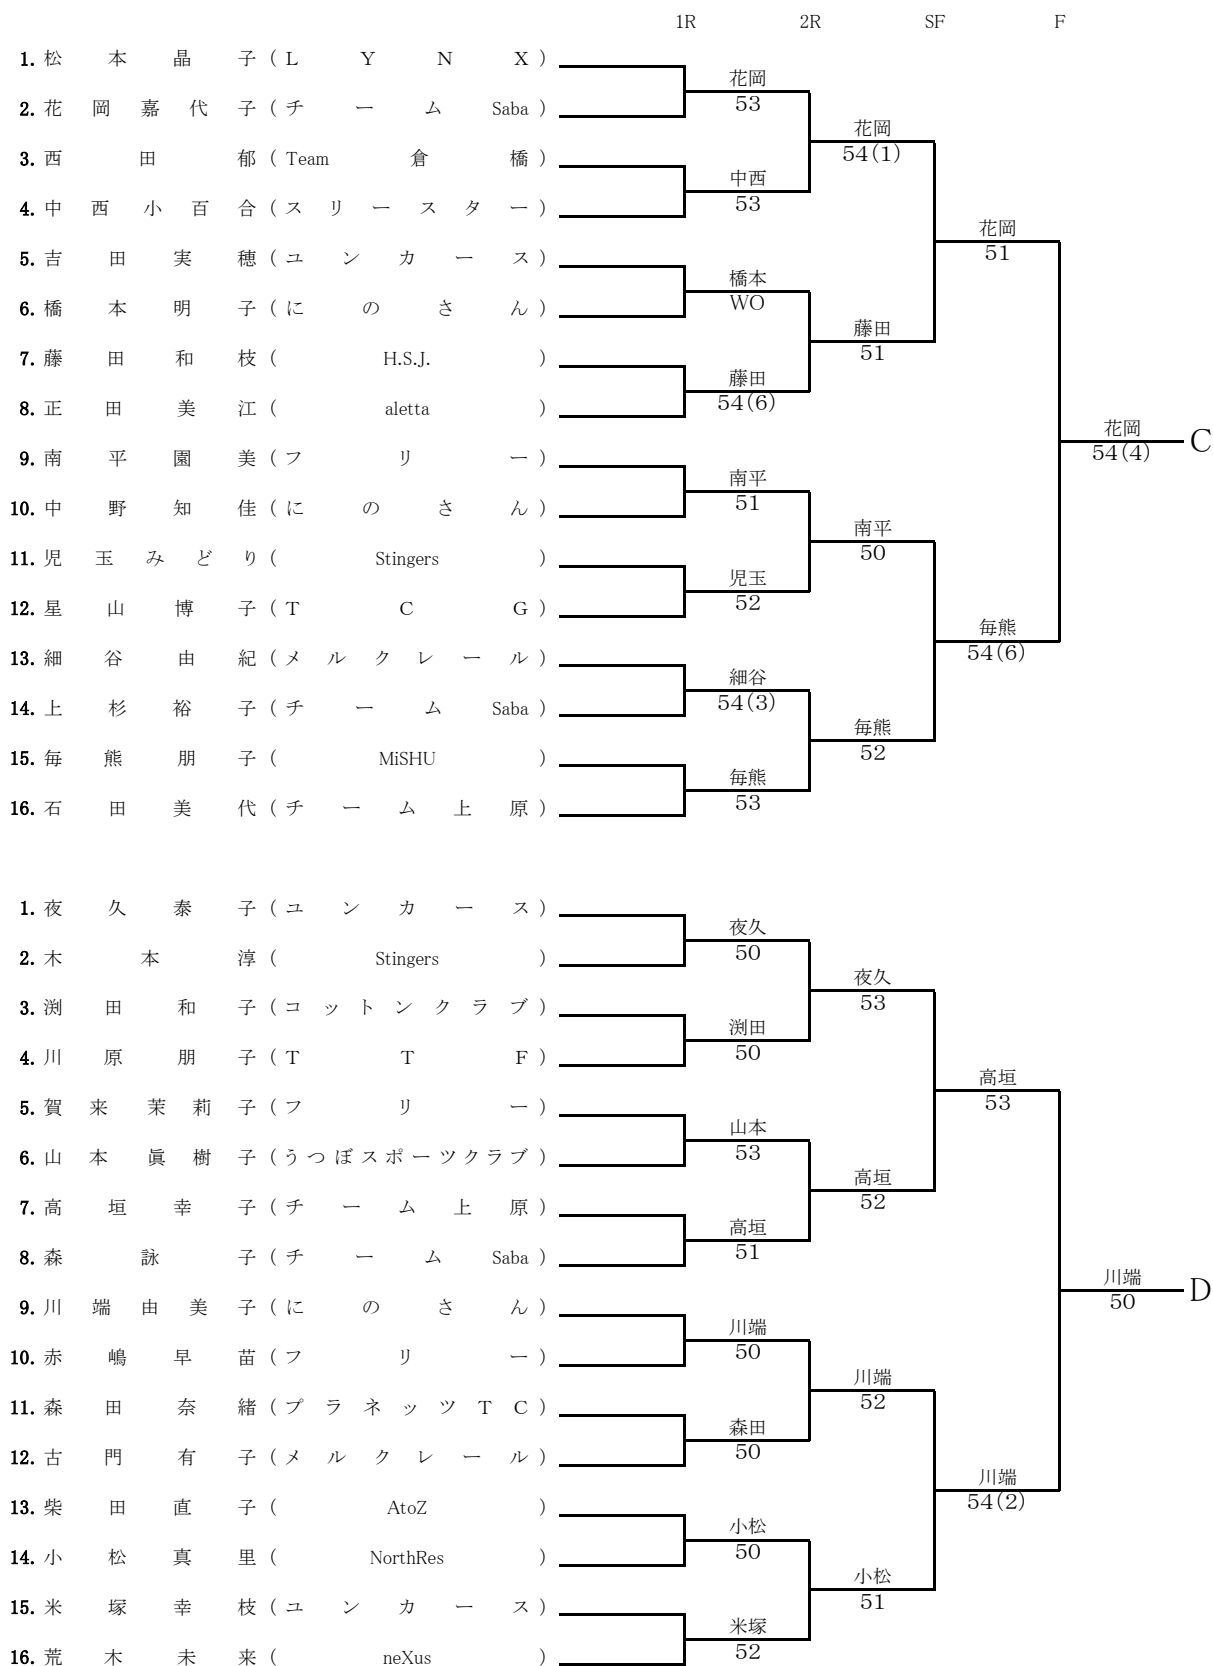 1R 2R SF F
1. 松本晶子 (LYNX)
花岡
2. 花岡嘉代子 (チームSaba)
53
花岡
3. 西田郁 (Team倉橋)
54(1)
中西
4. 中西小百合 (スリースター)
53
花岡
5. 吉田実穂 (ユンカース)
51
橋本
6. 橋本明子 (にのさん)
WO
藤田
7. 藤田和枝 (H.S.J.)
51
藤田
8. 正田美江 (aletta)
54(6)
花岡
C
54(4)
9. 南平園美 (フリー)
南平
10. 中野知佳 (にのさん)
51
南平
11. 児玉みどり (Stingers)
50
児玉
12. 星山博子 (TCG)
52
毎熊
13. 細谷由紀 (メルクレール)
54(6)
細谷
14. 上杉裕子 (チームSaba)
54(3)
毎熊
15. 毎熊朋子 (MiSHU)
52
毎熊
16. 石田美代 (チーム上原)
53
1. 夜久泰子 (ユンカース)
夜久
2. 木本淳 (Stingers)
50
夜久
3. 渕田和子 (コットンクラブ)
53
渕田
4. 川原朋子 (TTF)
50
高垣
5. 賀来茉莉子 (フリー)
53
山本
6. 山本眞樹子 (うつぼスポーツクラブ)
53
高垣
7. 高垣幸子 (チーム上原)
52
高垣
8. 森詠子 (チームSaba)
51
川端
D
50
9. 川端由美子 (にのさん)
川端
10. 赤嶋早苗 (フリー)
50
川端
11. 森田奈緒 (プラネッツTC)
52
森田
12. 古門有子 (メルクレール)
50
川端
13. 柴田直子 (AtoZ)
54(2)
小松
14. 小松真里 (NorthRes)
50
小松
15. 米塚幸枝 (ユンカース)
51
米塚
16. 荒木未来 (neXus)
52